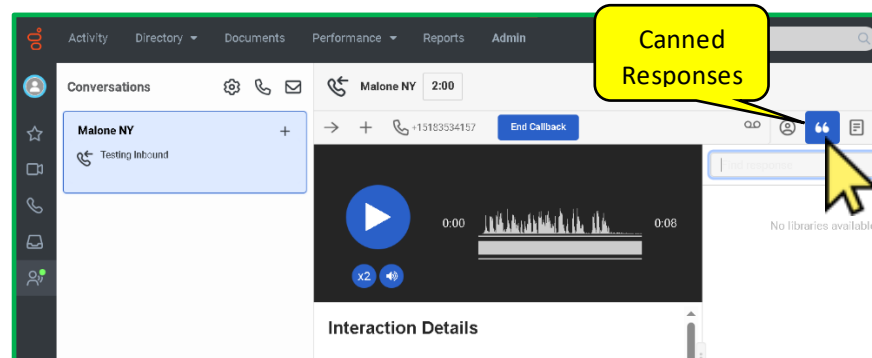 Activity Directory Documents Performance Reports Admin
Canned
Responses
Conversations
Malone NY 2:00
Malone NY
Testing Inbound
+15183534157 End Callback
Find response
0:00 0:08
x2
No libraries available
Interaction Details